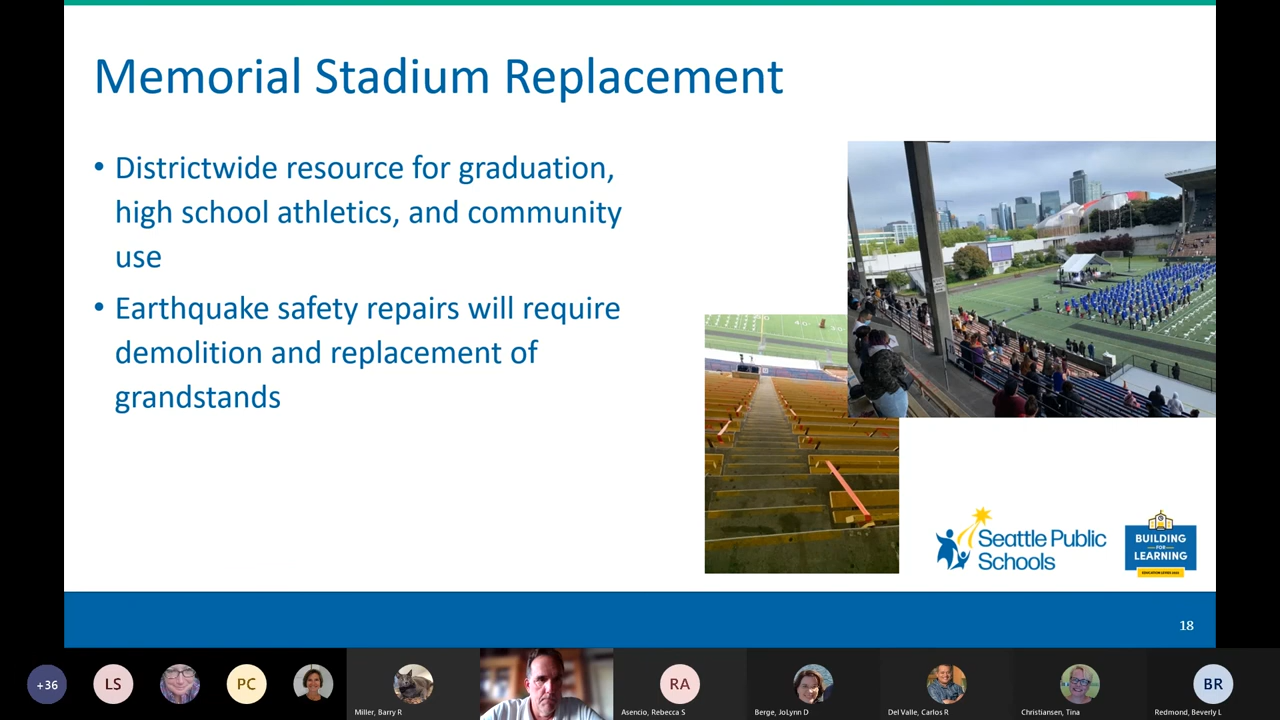 Memorial Stadium Replacement
• Districtwide resource for graduation,
high school athletics, and community
use
• Earthquake safety repairs will require
demolition and replacement of
grandstands
Seattle Public
Schools
BUILDING
FOR
LEARNING
18
+36
LS
PC
RA
BR
Miller, Barry R
Asencio, Rebecca S
Berge, JoLynn D
Del Valle, Carlos R
Christiansen, Tina
Redmond, Beverly L